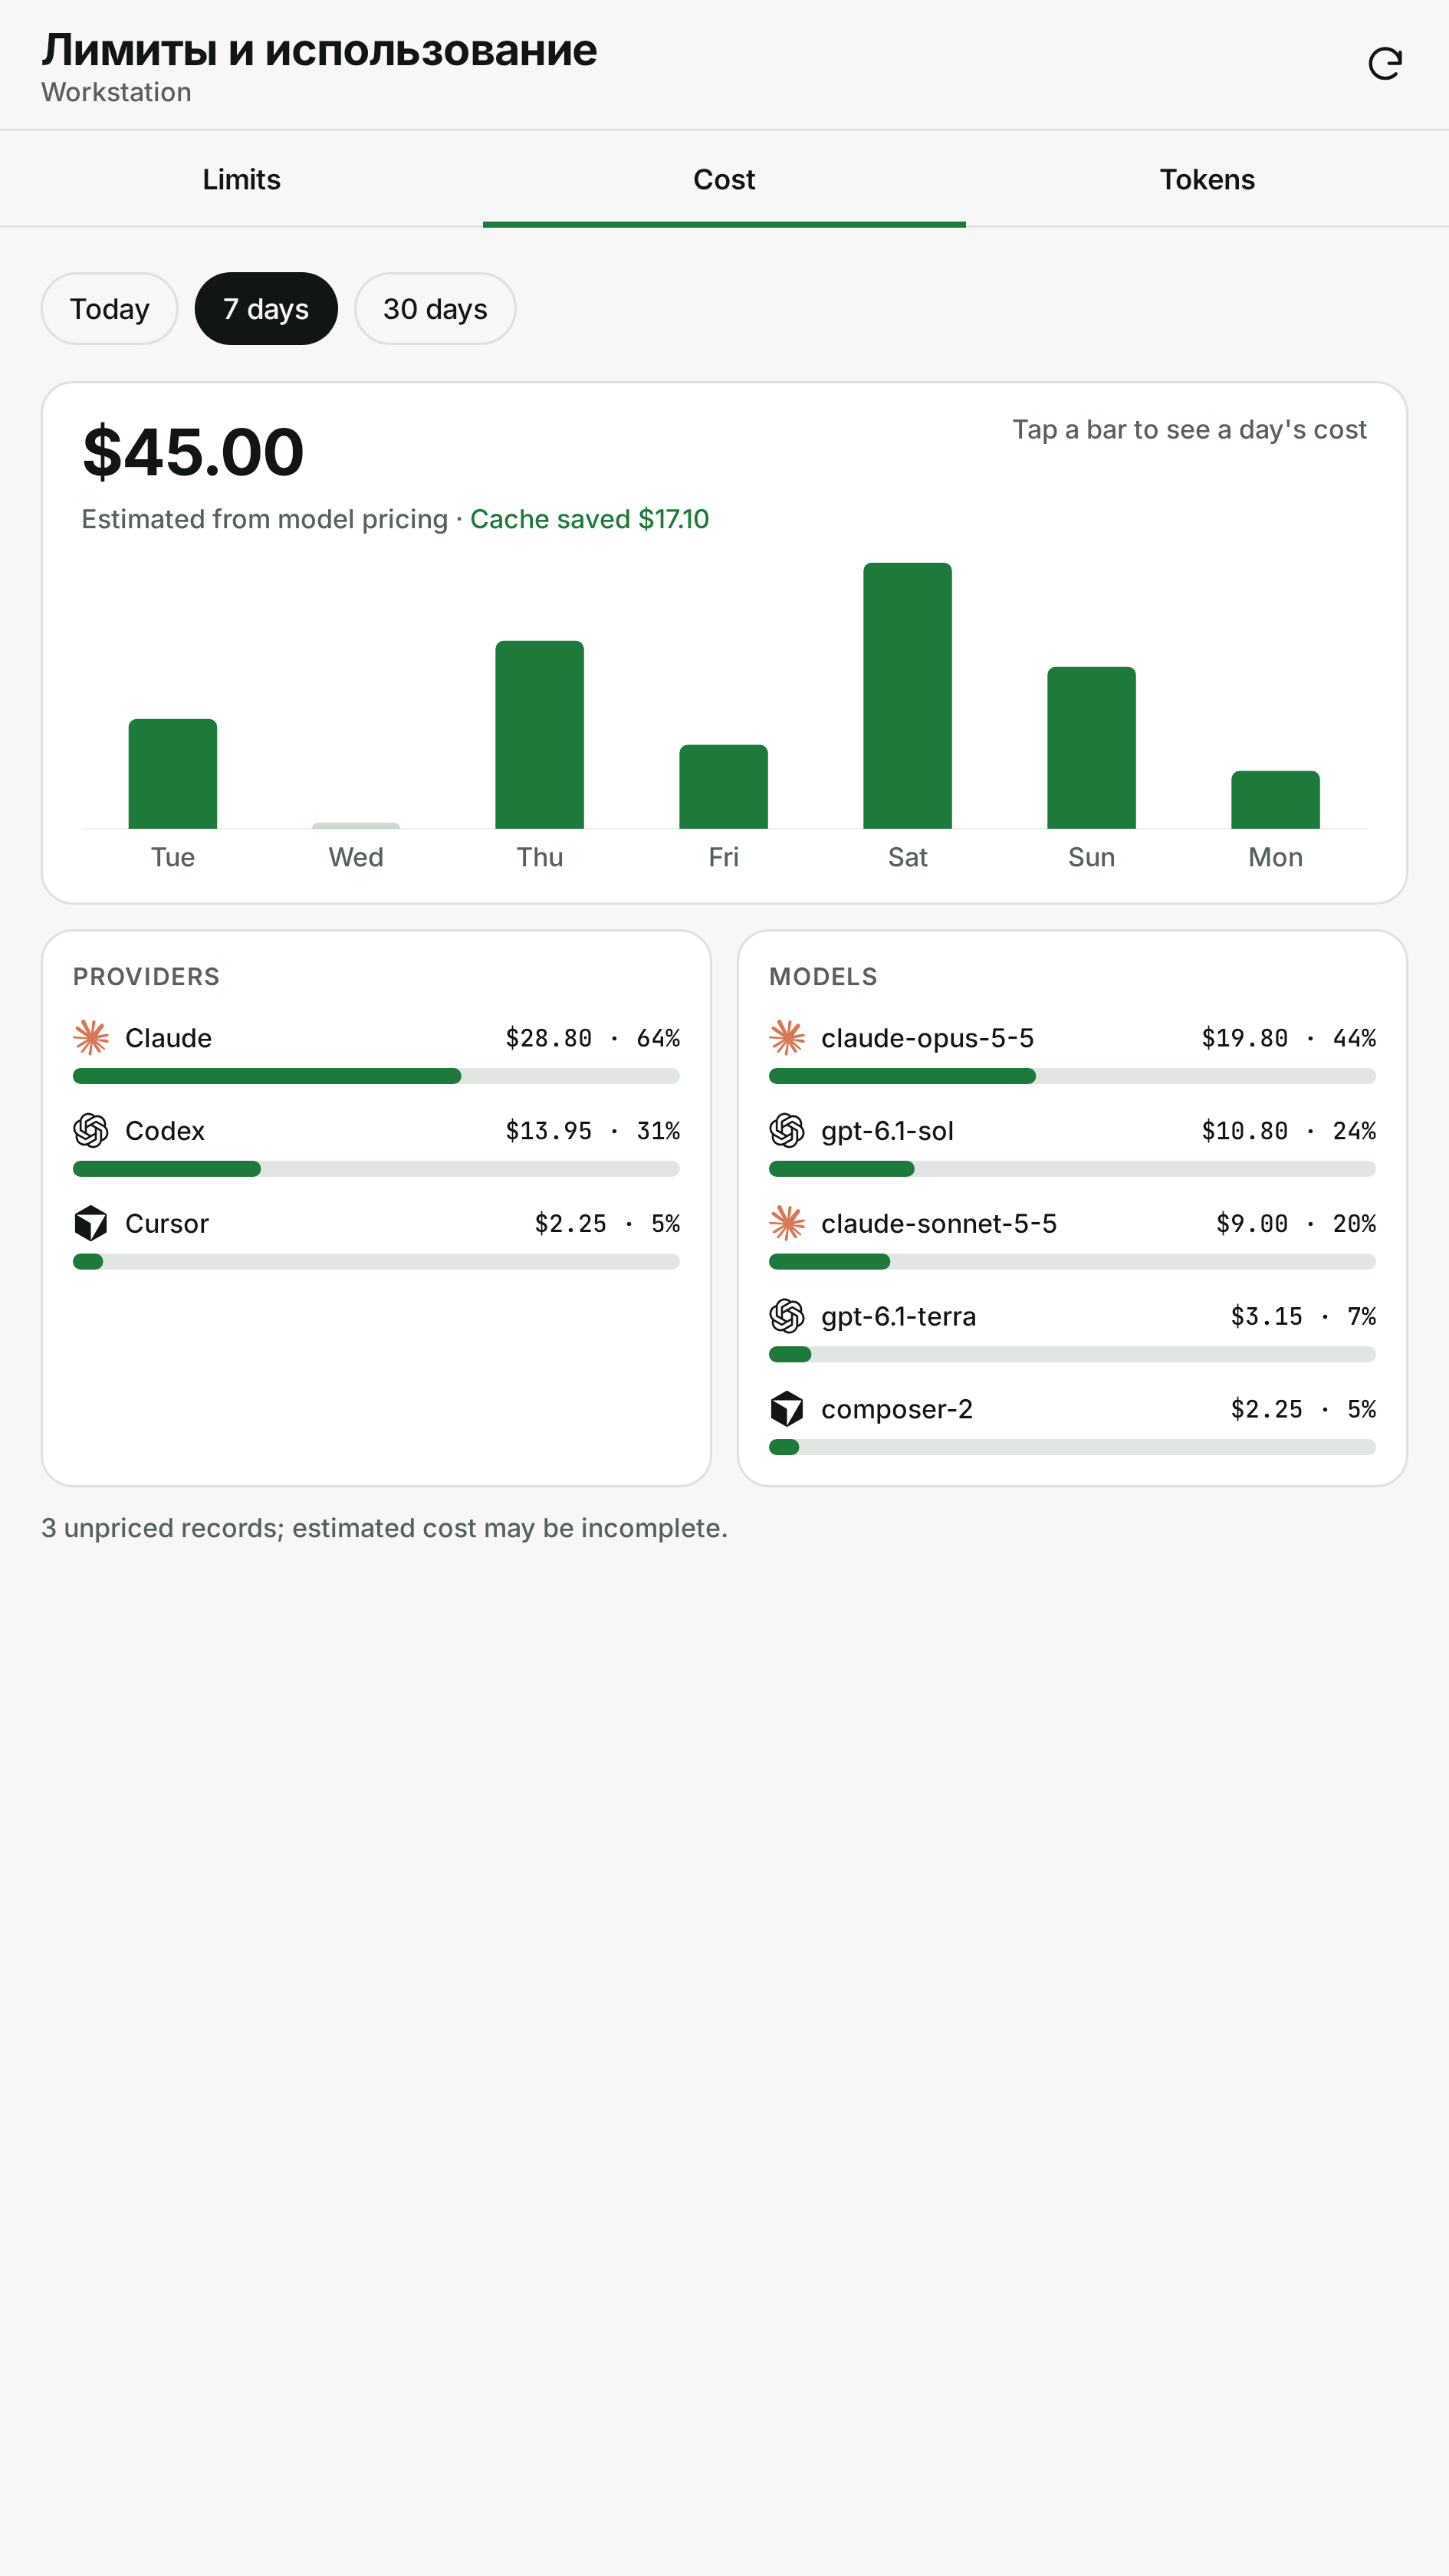 Лимиты и использование
Workstation
Limits
Cost
Tokens
Today
7 days
30 days
$45.00
Tap a bar to see a day's cost
Estimated from model pricing · Cache saved $17.10
Tue
Wed
Thu
Fri
Sat
Sun
Mon
PROVIDERS
Claude $28.80 · 64%
Codex $13.95 · 31%
Cursor $2.25 · 5%
MODELS
claude-opus-5-5 $19.80 · 44%
gpt-6.1-sol $10.80 · 24%
claude-sonnet-5-5 $9.00 · 20%
gpt-6.1-terra $3.15 · 7%
composer-2 $2.25 · 5%
3 unpriced records; estimated cost may be incomplete.